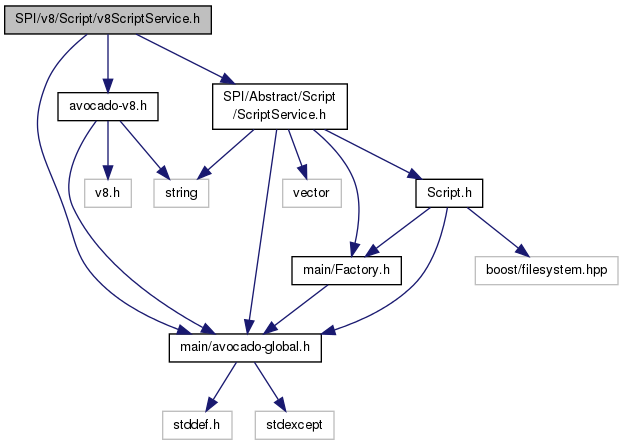 SPI/v8/Script/v8ScriptService.h
avocado-v8.h
SPI/Abstract/Script
/ScriptService.h
v8.h
string
vector
Script.h
main/Factory.h
boost/filesystem.hpp
main/avocado-global.h
stddef.h
stdexcept